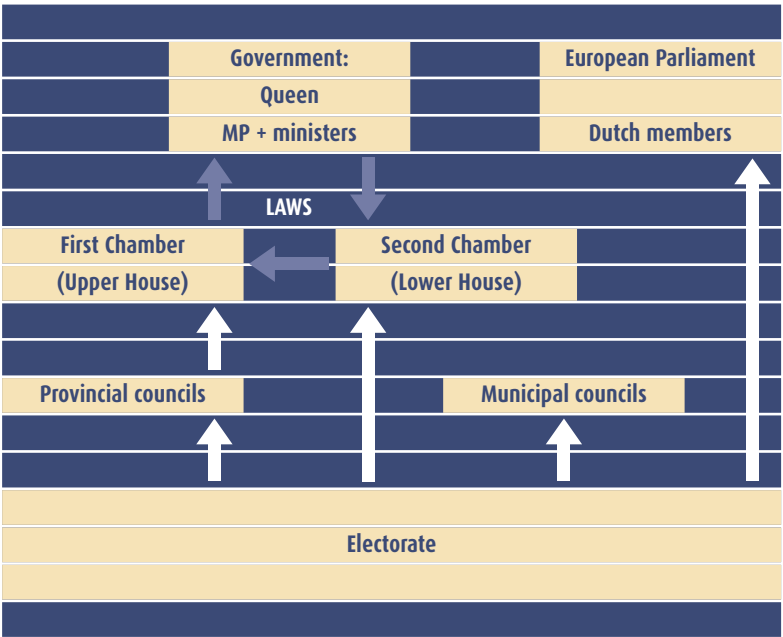 Government:
Queen
MP + ministers
European Parliament
Dutch members
LAWS
First Chamber
(Upper House)
Second Chamber
(Lower House)
Provincial councils
Municipal councils
Electorate